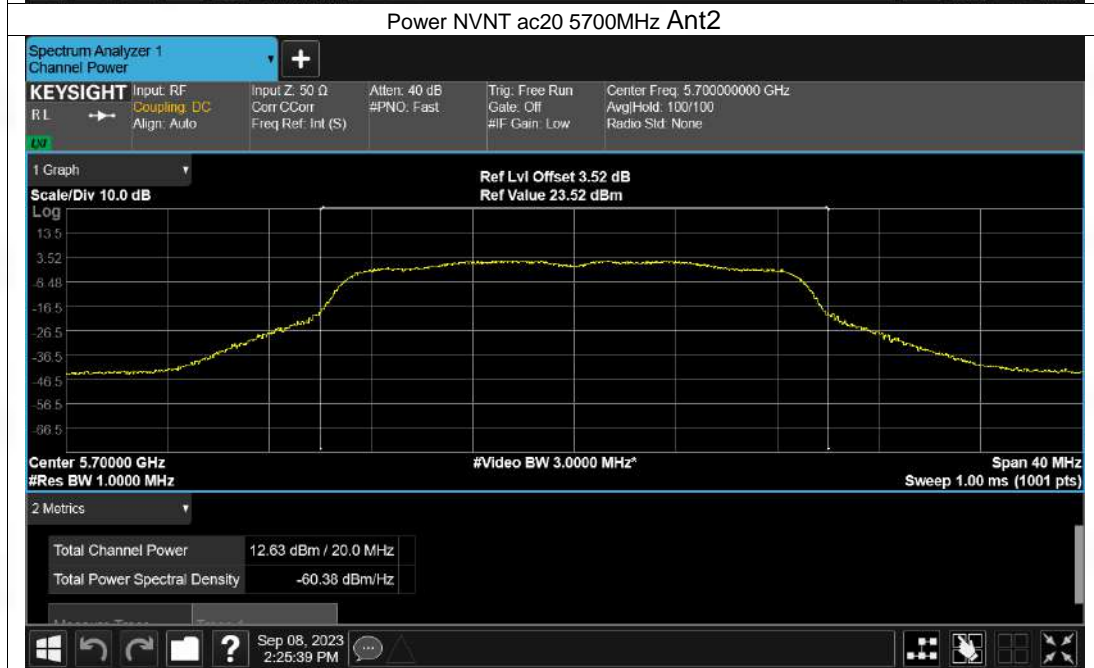 Power NVNT ac20 5700MHz Ant2
Spectrum Analyzer 1
Channel Power
+
KEYSIGHT Input: RF
Coupling: DC
Align: Auto
Input Z: 50 Ω
Corr CCorr
Freq Ref: Int (S)
Atten: 40 dB
#PNO: Fast
Trig: Free Run
Gate: Off
#IF Gain: Low
Center Freq: 5.700000000 GHz
Avg|Hold: 100/100
Radio Std: None
RL
LXI
1 Graph
Scale/Div 10.0 dB
Ref Lvl Offset 3.52 dB
Ref Value 23.52 dBm
Log
13.5
3.52
-6.48
-16.5
-26.5
-36.5
-46.5
-56.5
-66.5
Center 5.70000 GHz
#Video BW 3.0000 MHz*
Span 40 MHz
#Res BW 1.0000 MHz
Sweep 1.00 ms (1001 pts)
2 Metrics
Total Channel Power 12.63 dBm / 20.0 MHz
Total Power Spectral Density -60.38 dBm/Hz
?
Sep 08, 2023
2:25:39 PM